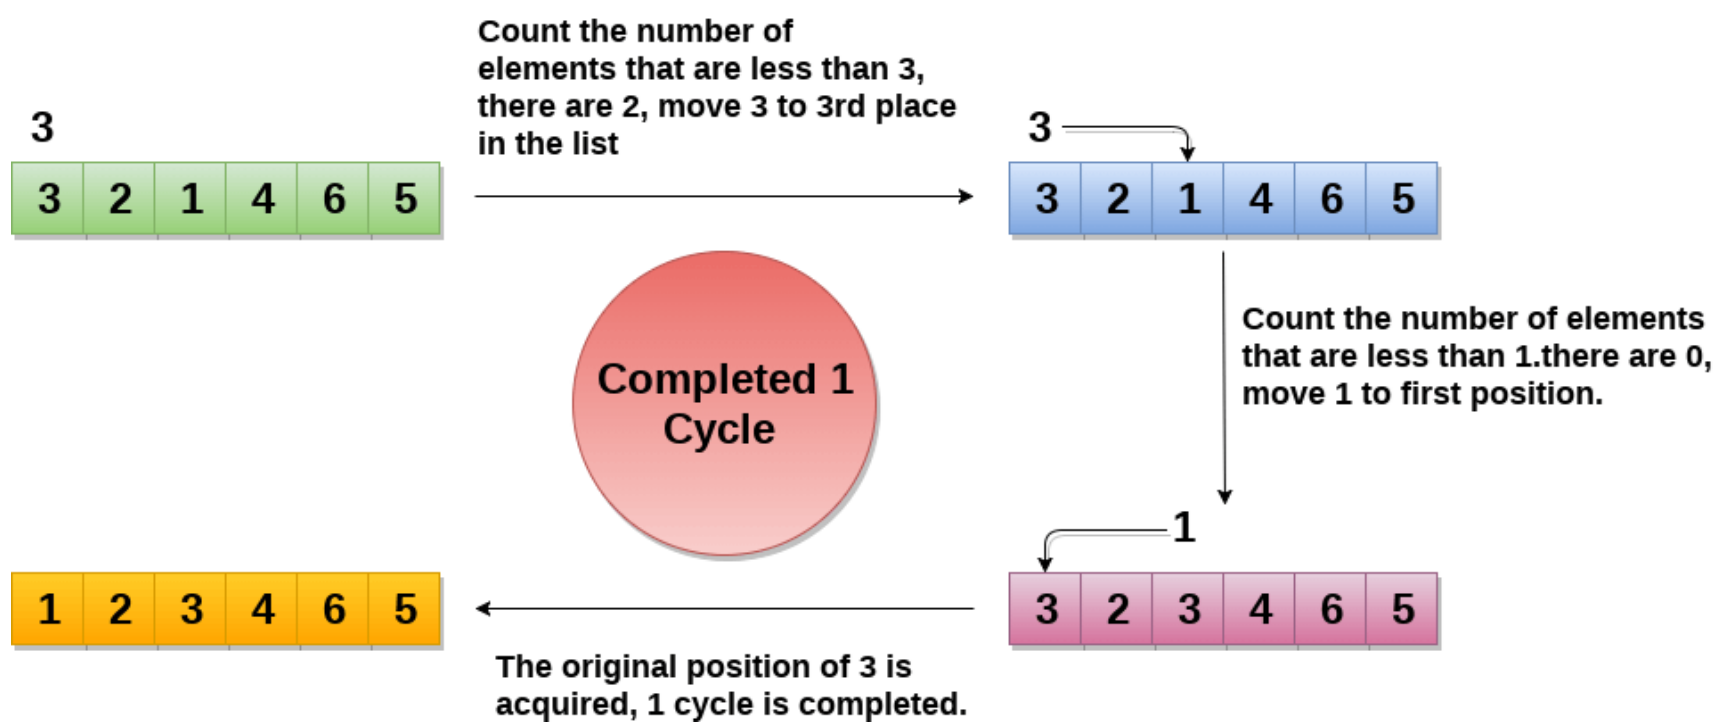 Count the number of
elements that are less than 3,
there are 2, move 3 to 3rd place
in the list
3
3 2 1 4 6 5
3
3 2 1 4 6 5
Completed 1
Cycle
Count the number of elements
that are less than 1.there are 0,
move 1 to first position.
1
3 2 3 4 6 5
1 2 3 4 6 5
The original position of 3 is
acquired, 1 cycle is completed.